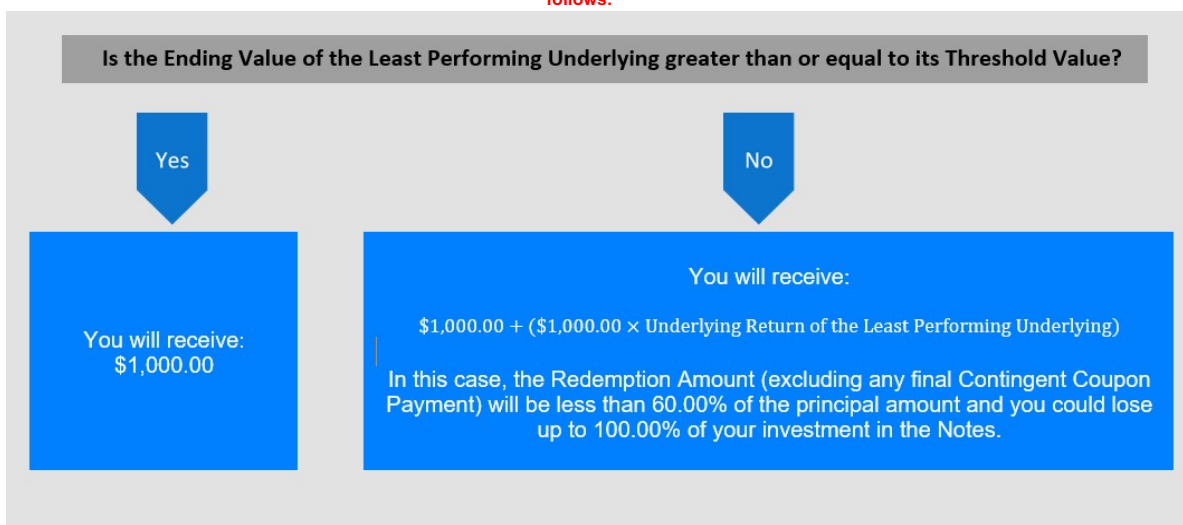 follows:
Is the Ending Value of the Least Performing Underlying greater than or equal to its Threshold Value?
Yes
No
You will receive:
$1,000.00
You will receive:
$1,000.00 + ($1,000.00 × Underlying Return of the Least Performing Underlying)
In this case, the Redemption Amount (excluding any final Contingent Coupon
Payment) will be less than 60.00% of the principal amount and you could lose
up to 100.00% of your investment in the Notes.